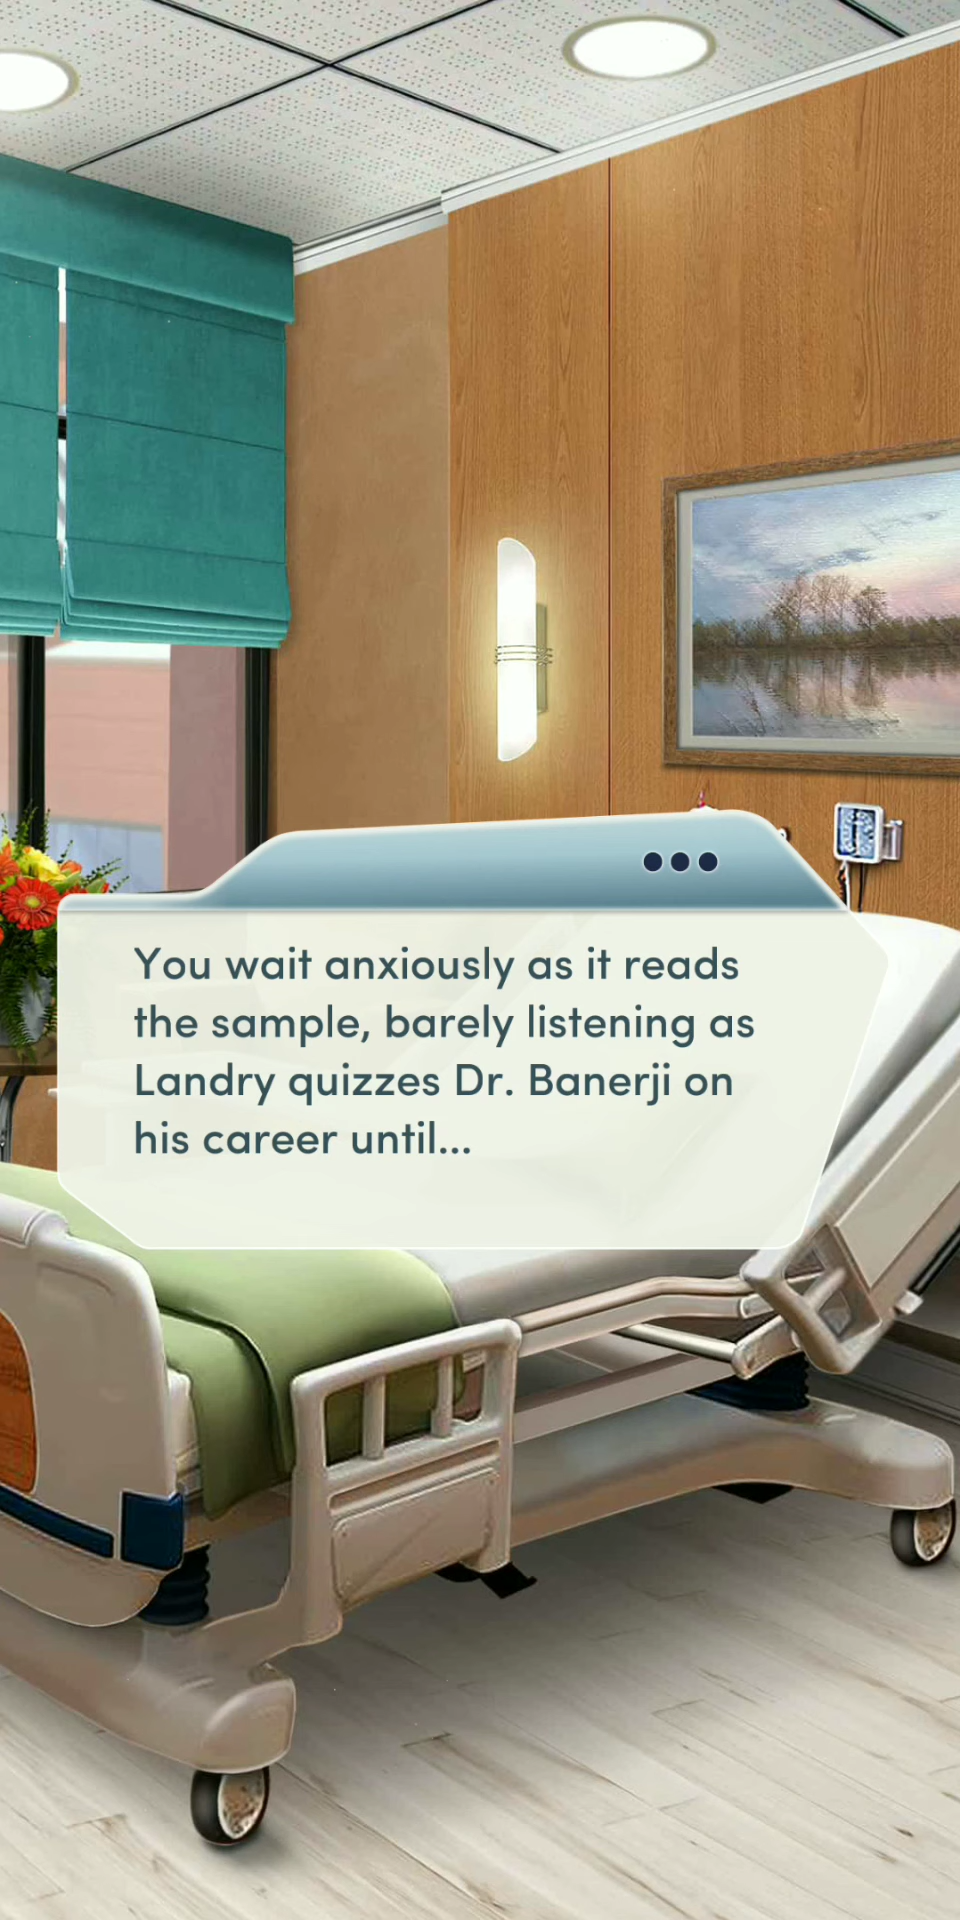 You wait anxiously as it reads
the sample, barely listening as
Landry quizzes Dr. Banerji on
his career until...